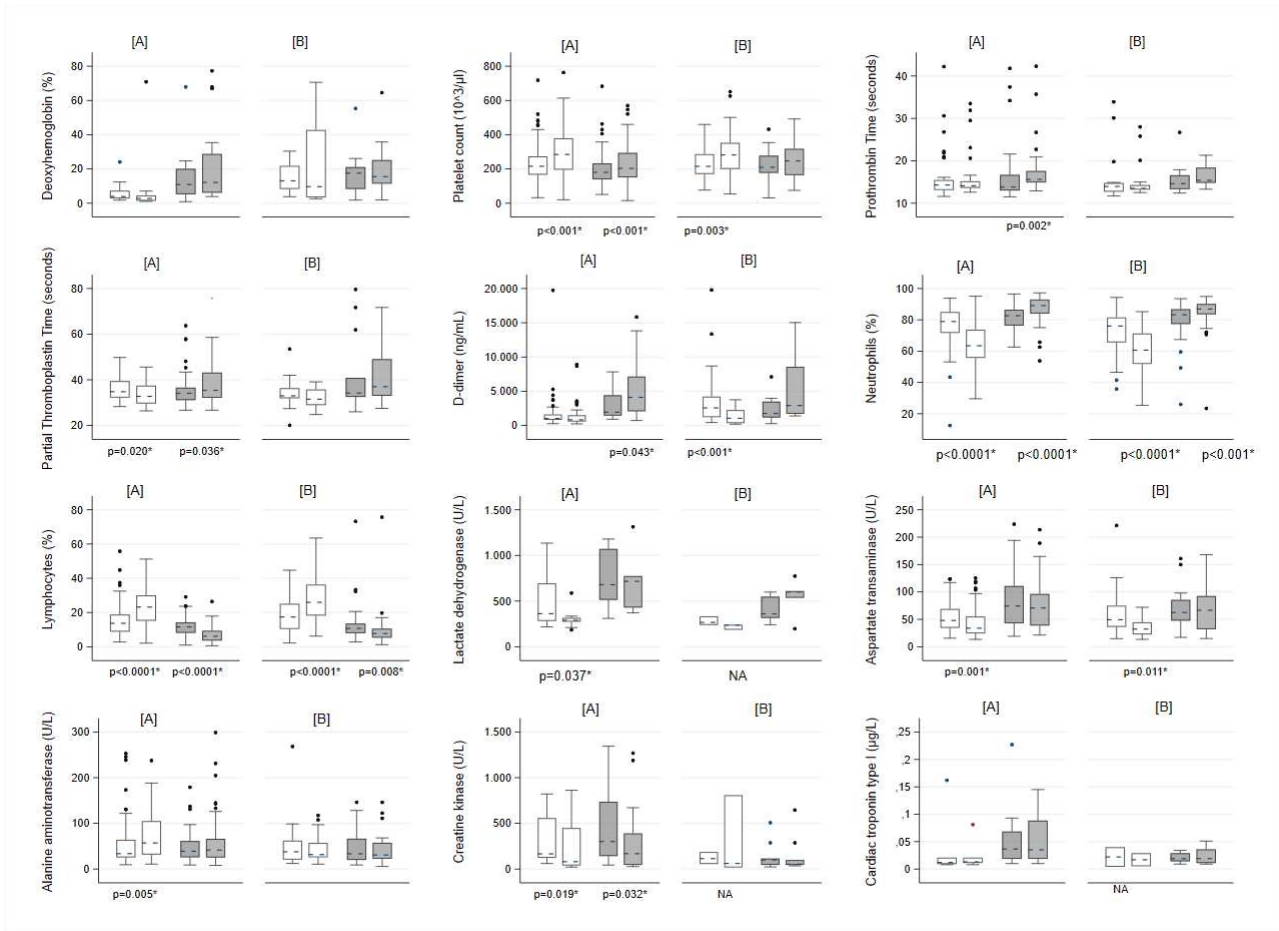 [A] [B]
Deoxyhemoglobin (%)
80
60
40
20
0
[A] [B]
Platelet count (10^3/µl)
800
600
400
200
0
p<0.001* p<0.001* p=0.003*
[A] [B]
Prothrombin Time (seconds)
40
30
20
10
p=0.002*
[A] [B]
Partial Thromboplastin Time (seconds)
80
60
40
20
p=0.020* p=0.036*
[A] [B]
D-dimer (ng/mL)
20.000
15.000
10.000
5.000
0
p=0.043* p<0.001*
[A] [B]
Neutrophils (%)
100
80
60
40
20
p<0.0001* p<0.0001* p<0.0001* p<0.001*
[A] [B]
Lymphocytes (%)
80
60
40
20
0
p<0.0001* p<0.0001* p<0.0001* p=0.008*
[A] [B]
Lactate dehydrogenase (U/L)
1.500
1.000
500
0
p=0.037* NA
[A] [B]
Aspartate transaminase (U/L)
250
200
150
100
50
0
p=0.001* p=0.011*
[A] [B]
Alanine aminotransferase (U/L)
300
200
100
0
p=0.005*
[A] [B]
Creatine kinase (U/L)
1.500
1.000
500
0
p=0.019* p=0.032* NA
[A] [B]
Cardiac troponin type I (µg/L)
,25
,2
,15
,1
,05
0
NA